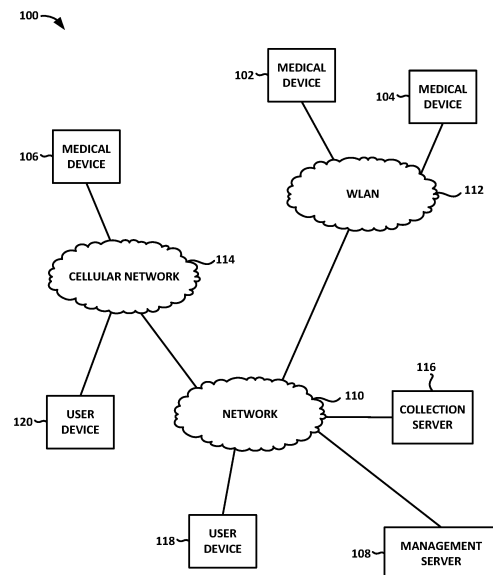 100
102
MEDICAL
DEVICE
104
MEDICAL
DEVICE
106
MEDICAL
DEVICE
WLAN
112
114
CELLULAR NETWORK
120
USER
DEVICE
110
NETWORK
116
COLLECTION
SERVER
118
USER
DEVICE
108
MANAGEMENT
SERVER